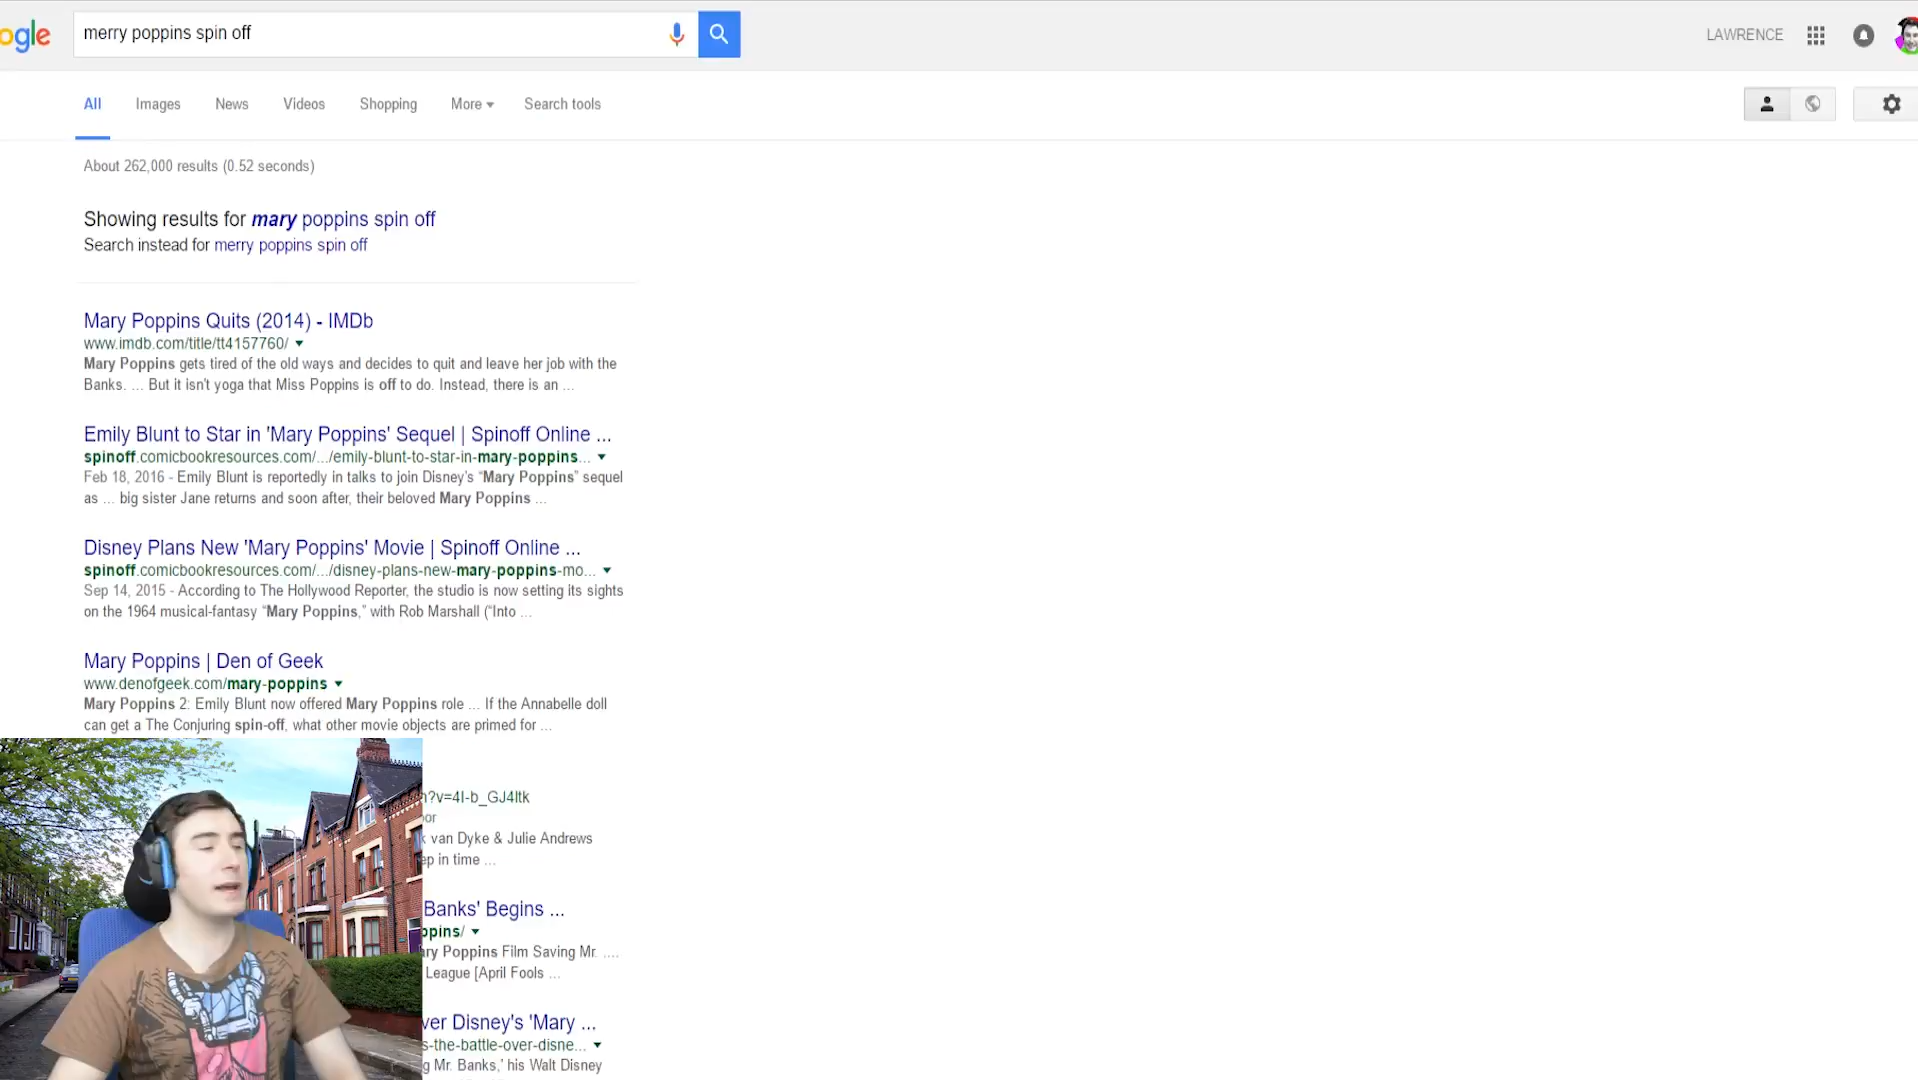 ogle
merry poppins spin off
LAWRENCE
All Images News Videos Shopping More Search tools
About 262,000 results (0.52 seconds)
Showing results for mary poppins spin off
Search instead for merry poppins spin off
Mary Poppins Quits (2014) - IMDb
www.imdb.com/title/tt4157760/
Mary Poppins gets tired of the old ways and decides to quit and leave her job with the
Banks. ... But it isn't yoga that Miss Poppins is off to do. Instead, there is an ...
Emily Blunt to Star in 'Mary Poppins' Sequel | Spinoff Online ...
spinoff.comicbookresources.com/.../emily-blunt-to-star-in-mary-poppins...
Feb 18, 2016 - Emily Blunt is reportedly in talks to join Disney's “Mary Poppins” sequel
as ... big sister Jane returns and soon after, their beloved Mary Poppins ...
Disney Plans New 'Mary Poppins' Movie | Spinoff Online ...
spinoff.comicbookresources.com/.../disney-plans-new-mary-poppins-mo...
Sep 14, 2015 - According to The Hollywood Reporter, the studio is now setting its sights
on the 1964 musical-fantasy “Mary Poppins,” with Rob Marshall (“Into ...
Mary Poppins | Den of Geek
www.denofgeek.com/mary-poppins
Mary Poppins 2: Emily Blunt now offered Mary Poppins role ... If the Annabelle doll
can get a The Conjuring spin-off, what other movie objects are primed for ...
?v=4I-b_GJ4Itk
van Dyke & Julie Andrews
ep in time ...
Banks' Begins ...
ppins/
ary Poppins Film Saving Mr. ....
League [April Fools ...
ver Disney's 'Mary ...
s-the-battle-over-disne...
g Mr. Banks,' his Walt Disney